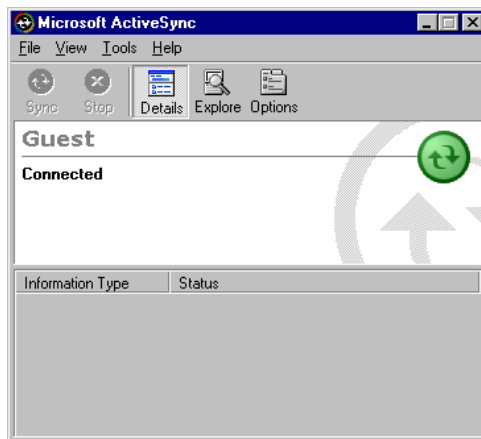 Microsoft ActiveSync
File View Tools Help
Sync Stop Details Explore Options
Guest
Connected
Information Type Status